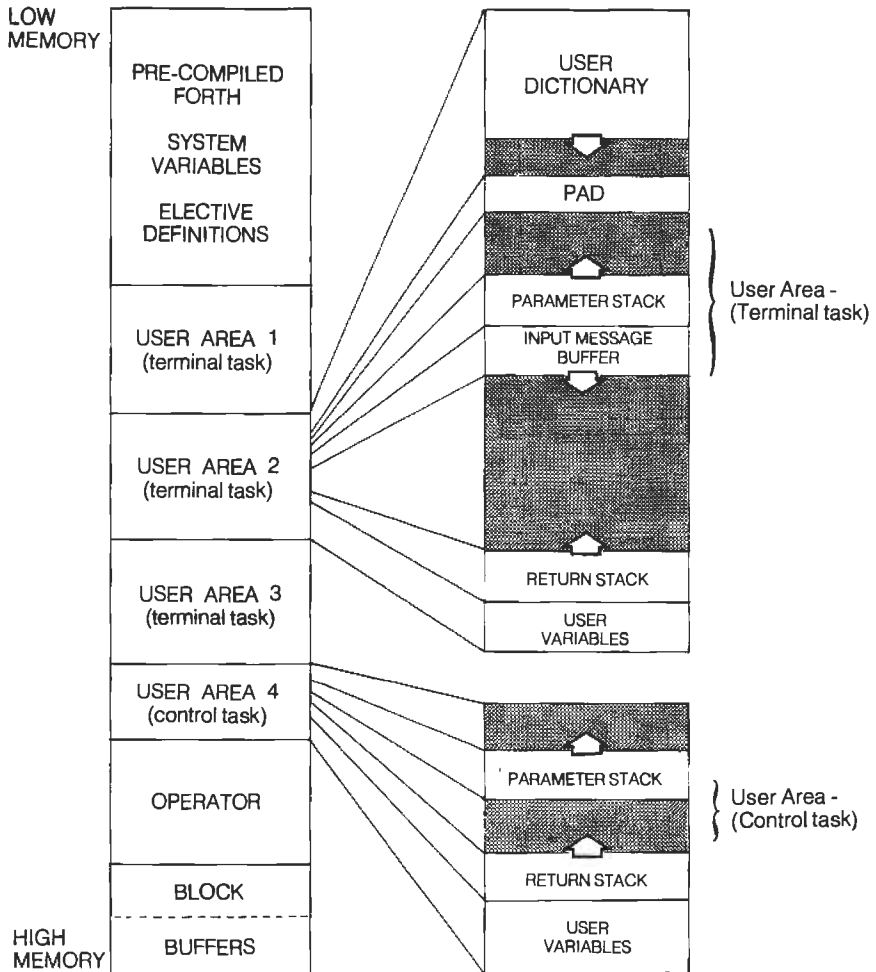 LOW
MEMORY
PRE-COMPILED
FORTH
SYSTEM
VARIABLES
ELECTIVE
DEFINITIONS
USER AREA 1
(terminal task)
USER AREA 2
(terminal task)
USER AREA 3
(terminal task)
USER AREA 4
(control task)
OPERATOR
BLOCK
BUFFERS
HIGH
MEMORY
USER
DICTIONARY
PAD
PARAMETER STACK
INPUT MESSAGE
BUFFER
RETURN STACK
USER
VARIABLES
User Area -
(Terminal task)
PARAMETER STACK
RETURN STACK
USER
VARIABLES
User Area -
(Control task)